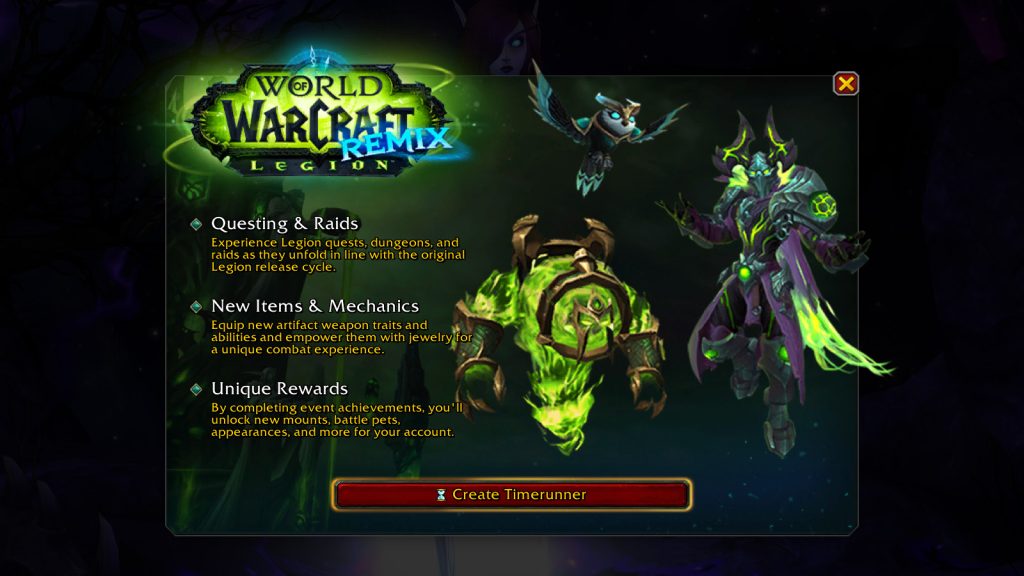 WORLD
OF
WARCRAFT
REMIX
LEGION
Questing & Raids
Experience Legion quests, dungeons, and
raids as they unfold in line with the original
Legion release cycle.
New Items & Mechanics
Equip new artifact weapon traits and
abilities and empower them with jewelry for
a unique combat experience.
Unique Rewards
By completing event achievements, you'll
unlock new mounts, battle pets,
appearances, and more for your account.
Create Timerunner